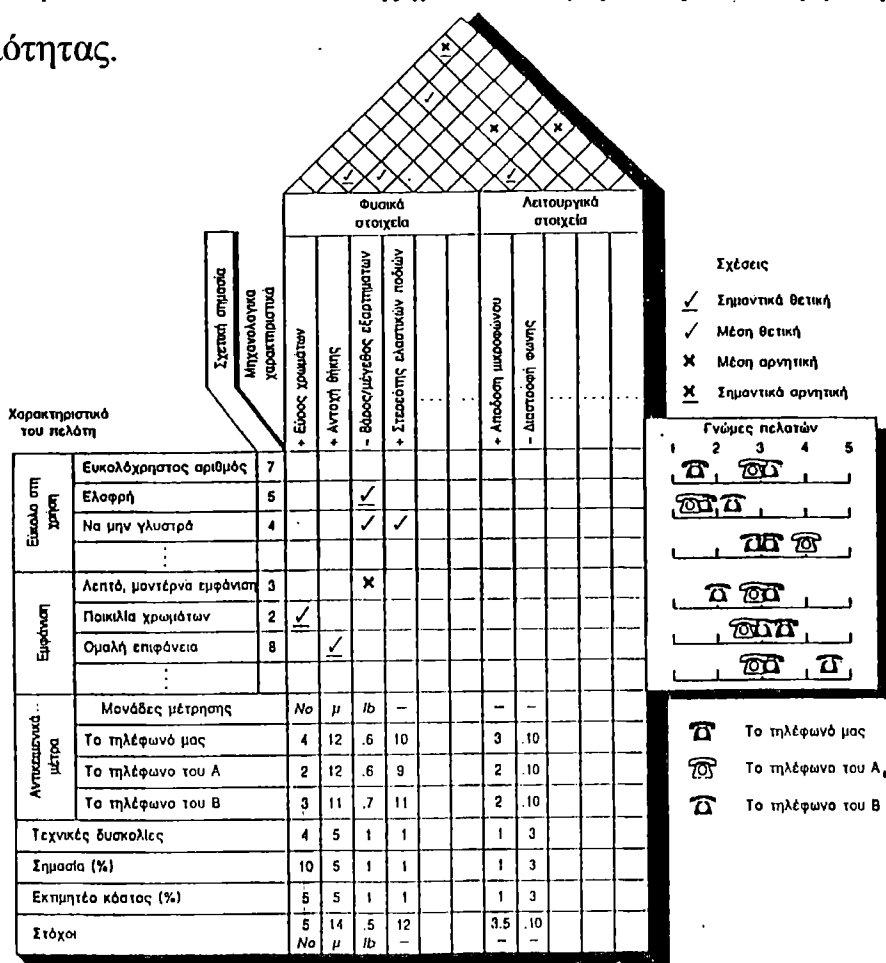 ιότητας.
Φυσικά
στοιχεία
Λειτουργικά
στοιχεία
Σχετική σημασία
Μηχανολογικα
χαρακτηριστικά
+ Εύρος χρωμάτων
+ Αντοχή θήκης
- Βάρος/μέγεθος εξαρτηματων
+ Στερεότης ελαστικών ποδιών
. . . .
+ Απόδοση μικροφώνου
- Διαστροφή φωνης
. . . .
Σχέσεις
✓ Σημαντικά θετική
✓ Μέση θετική
× Μέση αρνητική
× Σημαντικά αρνητική
Χαρακτηριστικά
του πελάτη
Γνώμες πελατών
1 2 3 4 5
Εύκολο στη
χρήση
Ευκολόχρηστος αριθμός 7
Ελαφρή 5 ✓
Να μην γλυστρά 4 ✓ ✓
Εμφάνιση
Λεπτό, μοντέρνα εμφάνιση 3 ×
Ποικιλία χρωμάτων 2 ✓
Ομαλή επιφάνεια 8 ✓
Αντικειμενικά
μέτρα
Μονάδες μέτρησης No μ lb – – –
Το τηλέφωνό μας 4 12 .6 10 3 .10
Το τηλέφωνο του Α 2 12 .6 9 2 .10
Το τηλέφωνο του Β 3 11 .7 11 2 .10
Τεχνικές δυσκολίες 4 5 1 1 1 3
Σημασία (%) 10 5 1 1 1 3
Εκτιμητέο κόστος (%) 5 5 1 1 1 3
Στόχοι 5 14 .5 12 3.5 .10
No μ lb – – –
Το τηλέφωνό μας
Το τηλέφωνο του Α
Το τηλέφωνο του Β